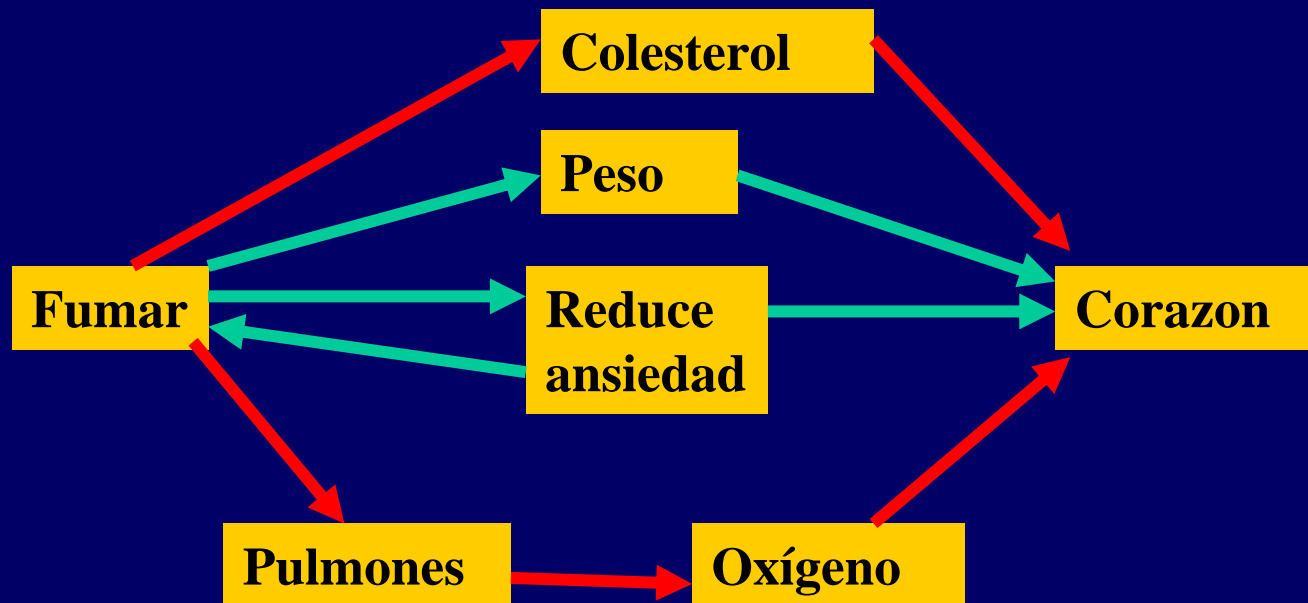 Colesterol
Peso
Fumar
Reduce
ansiedad
Corazon
Pulmones
Oxígeno